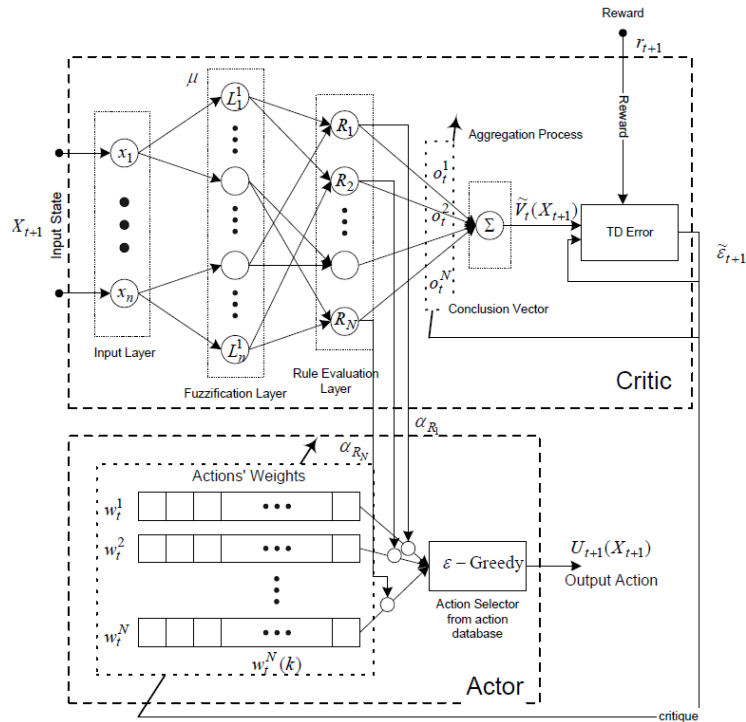 Reward
r_{t+1}
Reward
μ
L_1^1
R_1
Aggregation Process
x_1
o_t^1
R_2
o_t^2
Ṽ_t(X_{t+1})
X_{t+1}
Input State
Σ
TD Error
ε̃_{t+1}
o_t^N
x_n
L_n^1
R_N
Conclusion Vector
Input Layer
Fuzzification Layer
Rule Evaluation
Layer
Critic
α_{R_N}
α_{R_1}
Actions' Weights
w_t^1
w_t^2
ε – Greedy
U_{t+1}(X_{t+1})
Output Action
Action Selector
from action
database
w_t^N
w_t^N(k)
Actor
critique